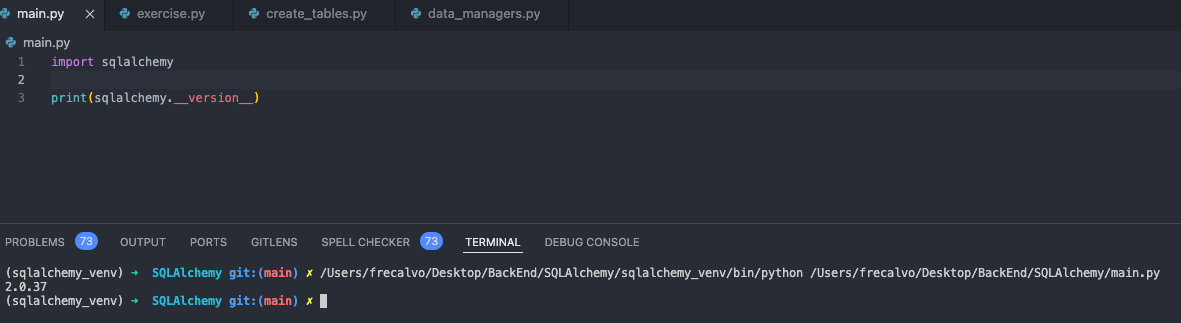 main.py × exercise.py create_tables.py data_managers.py
main.py
1 import sqlalchemy
2
3 print(sqlalchemy.__version__)
PROBLEMS 73 OUTPUT PORTS GITLENS SPELL CHECKER 73 TERMINAL DEBUG CONSOLE
(sqlalchemy_venv) ➜ SQLAlchemy git:(main) ✗ /Users/frecalvo/Desktop/BackEnd/SQLAlchemy/sqlalchemy_venv/bin/python /Users/frecalvo/Desktop/BackEnd/SQLAlchemy/main.py
2.0.37
(sqlalchemy_venv) ➜ SQLAlchemy git:(main) ✗